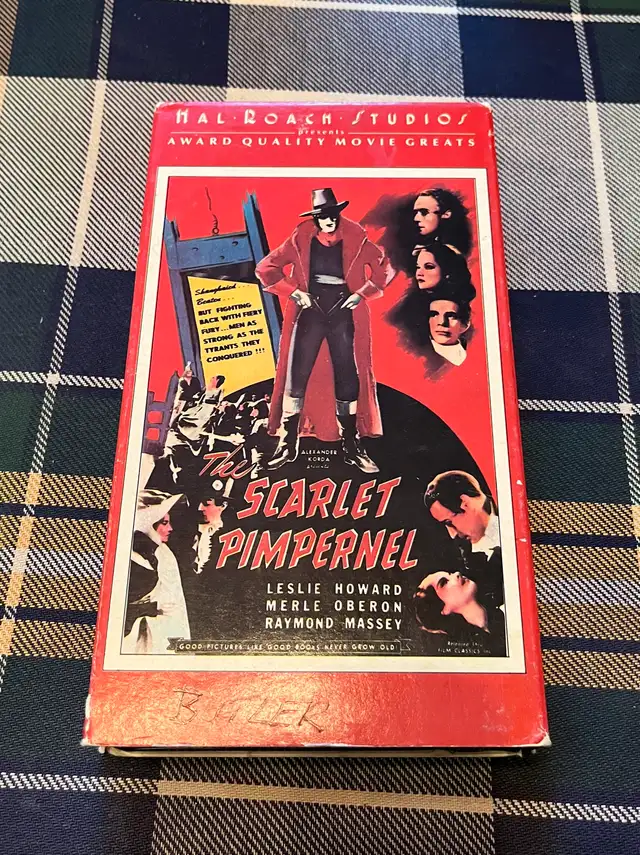 HAL · ROACH · STUDIOS
presents
AWARD QUALITY MOVIE GREATS
Shanghaied...
Beaten...
BUT FIGHTING
BACK WITH FIERY
FURY...MEN AS
STRONG AS THE
TYRANTS THEY
CONQUERED !!!
ALEXANDER
KORDA
presents
The
SCARLET
PIMPERNEL
LESLIE HOWARD
MERLE OBERON
RAYMOND MASSEY
GOOD PICTURES LIKE GOOD BOOKS NEVER GROW OLD!
FILM CLASSICS INC.
BUTLER